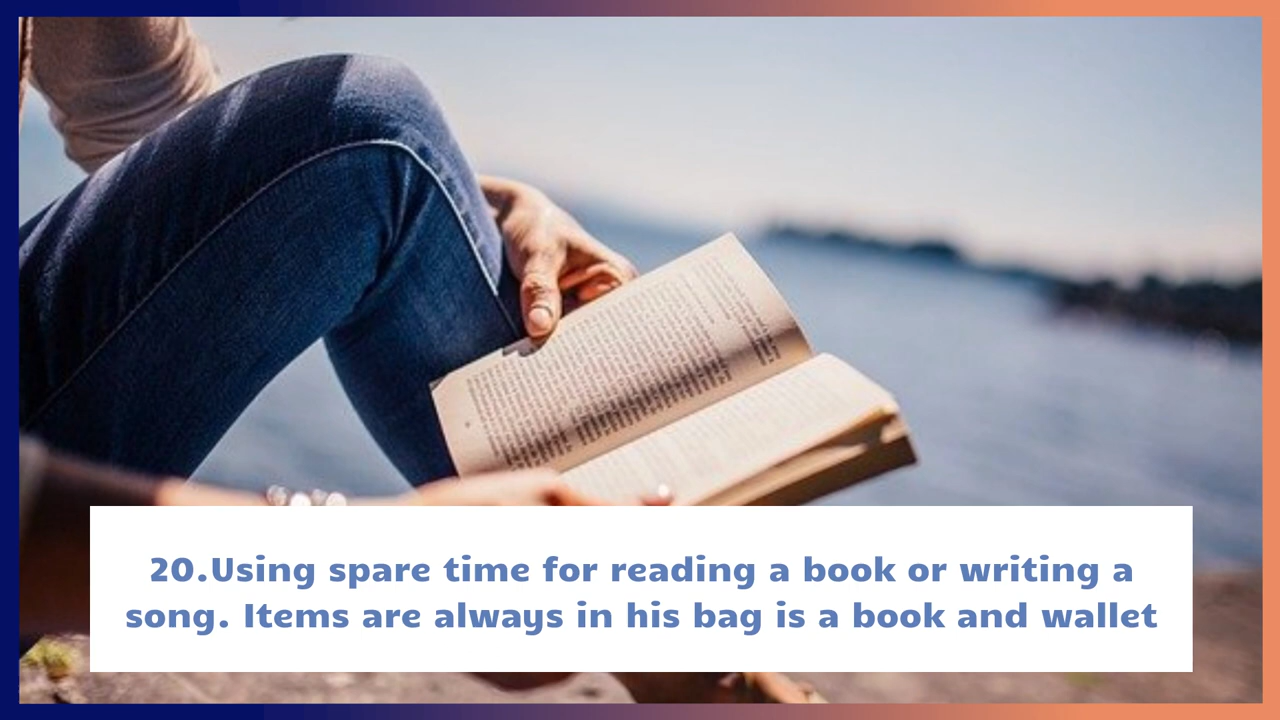 20.Using spare time for reading a book or writing a
song. Items are always in his bag is a book and wallet